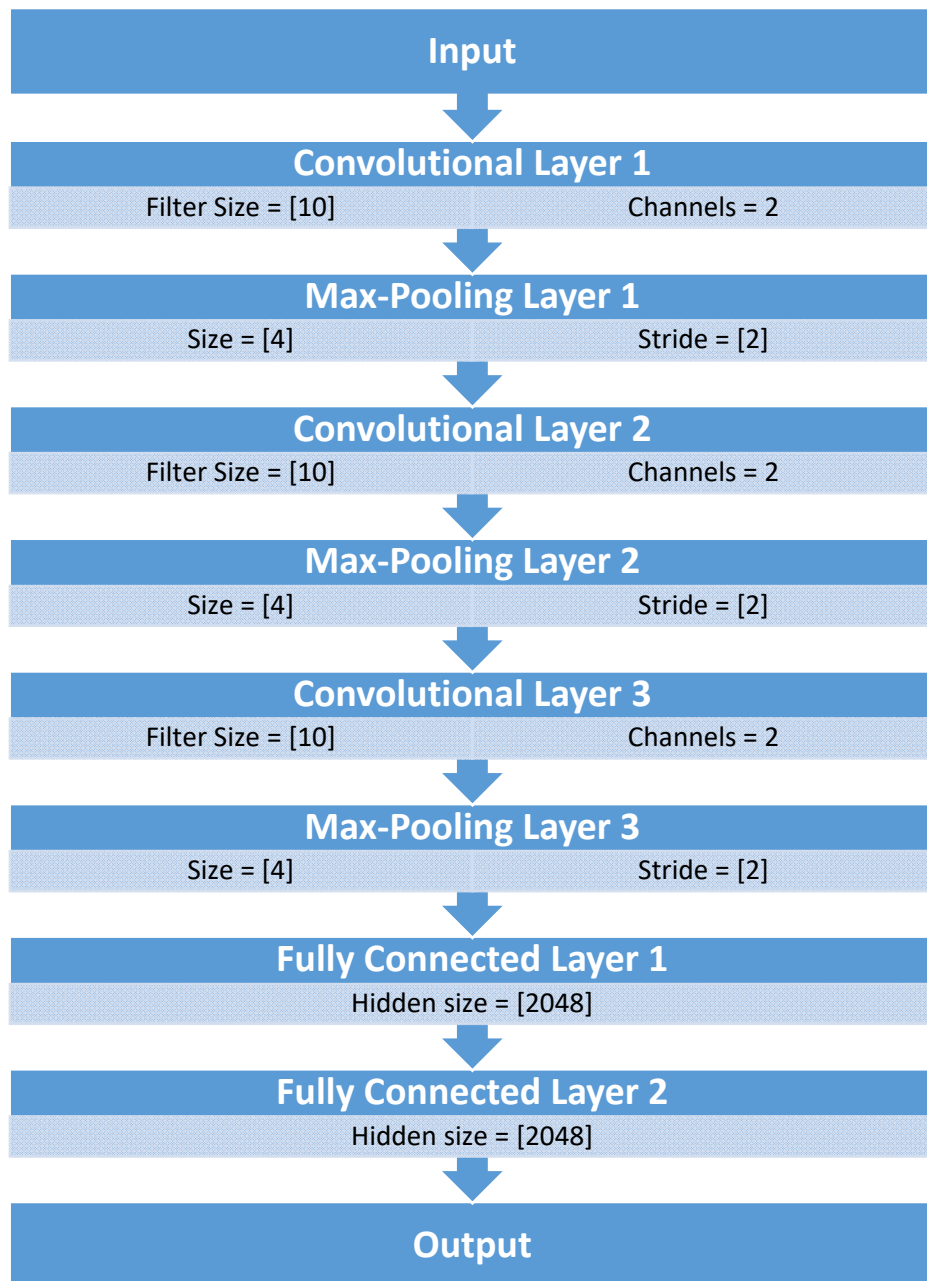 Input
Convolutional Layer 1
Filter Size = [10] Channels = 2
Max-Pooling Layer 1
Size = [4] Stride = [2]
Convolutional Layer 2
Filter Size = [10] Channels = 2
Max-Pooling Layer 2
Size = [4] Stride = [2]
Convolutional Layer 3
Filter Size = [10] Channels = 2
Max-Pooling Layer 3
Size = [4] Stride = [2]
Fully Connected Layer 1
Hidden size = [2048]
Fully Connected Layer 2
Hidden size = [2048]
Output